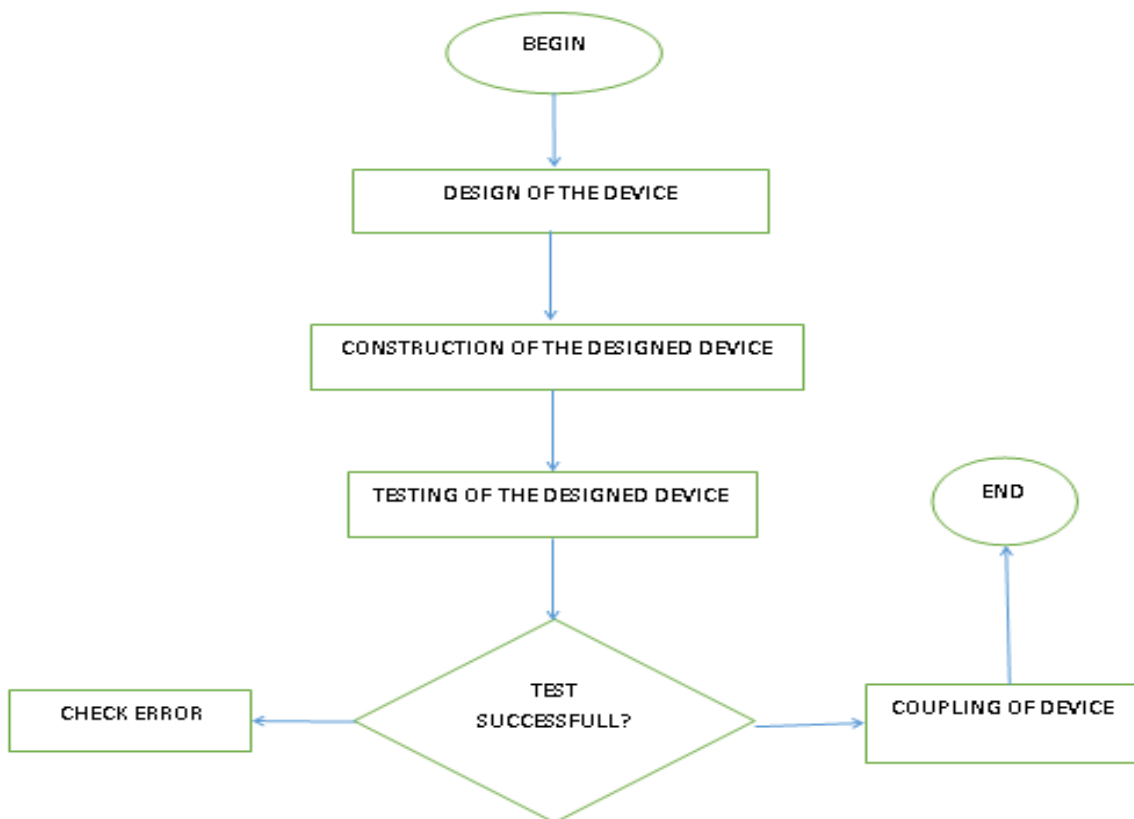 BEGIN
DESIGN OF THE DEVICE
CONSTRUCTION OF THE DESIGNED DEVICE
TESTING OF THE DESIGNED DEVICE
END
TEST
SUCCESSFULL?
CHECK ERROR
COUPLING OF DEVICE